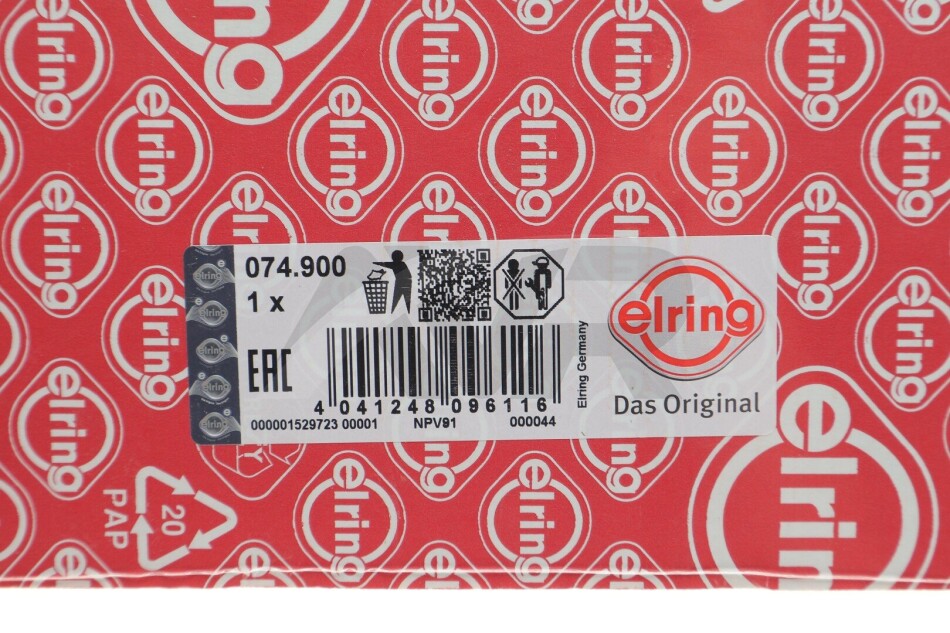 074.900
1 x
EAC
4 041248 096116
000001529723 00001 NPV91 000044
Elring Germany
elring
Das Original
20
PAP
elring